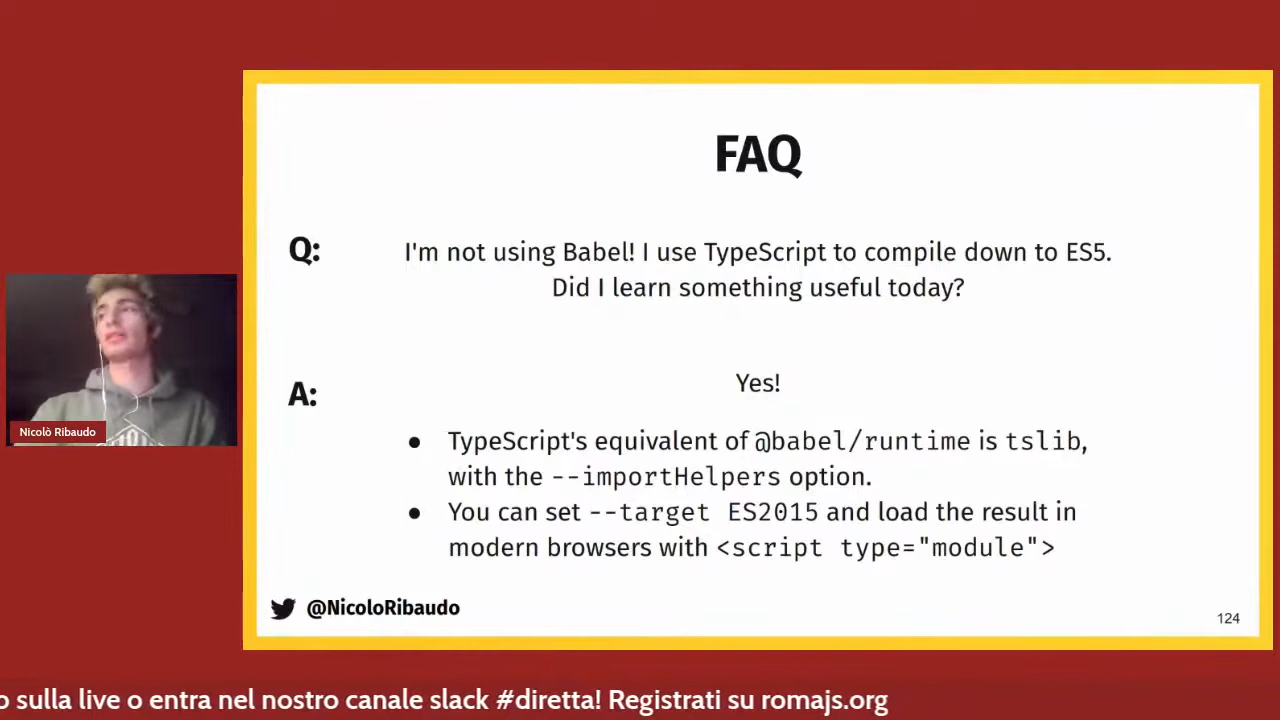 FAQ
Q:
I'm not using Babel! I use TypeScript to compile down to ES5.
Did I learn something useful today?
A:
Yes!
● TypeScript's equivalent of @babel/runtime is tslib,
with the --importHelpers option.
● You can set --target ES2015 and load the result in
modern browsers with <script type="module">
@NicoloRibaudo
124
Nicolò Ribaudo
o sulla live o entra nel nostro canale slack #diretta! Registrati su romajs.org